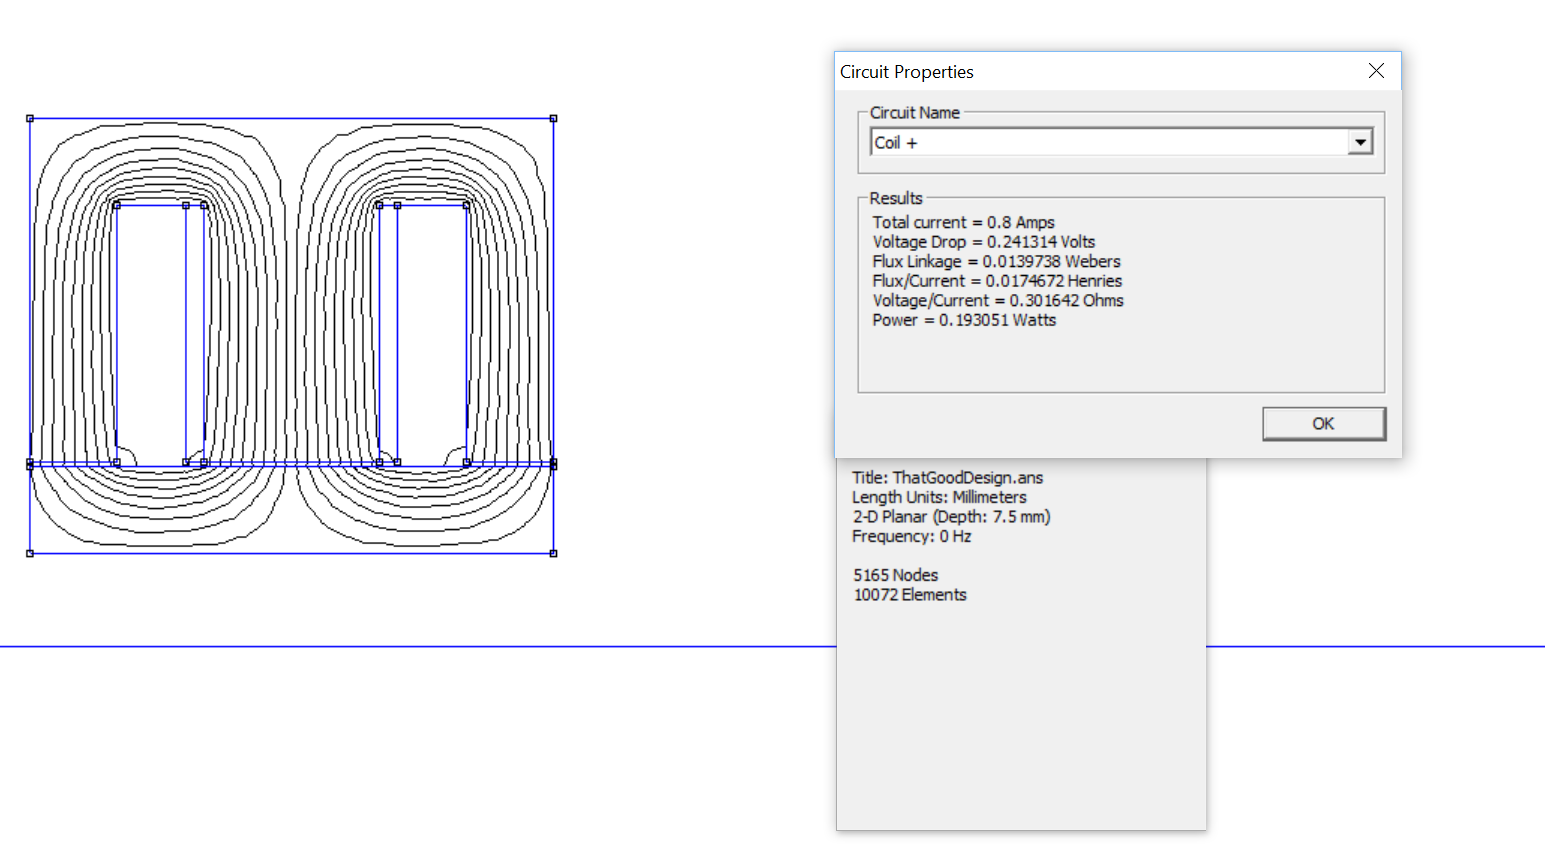 Circuit Properties
Circuit Name
Coil +
Results
Total current = 0.8 Amps
Voltage Drop = 0.241314 Volts
Flux Linkage = 0.0139738 Webers
Flux/Current = 0.0174672 Henries
Voltage/Current = 0.301642 Ohms
Power = 0.193051 Watts
OK
Title: ThatGoodDesign.ans
Length Units: Millimeters
2-D Planar (Depth: 7.5 mm)
Frequency: 0 Hz
5165 Nodes
10072 Elements